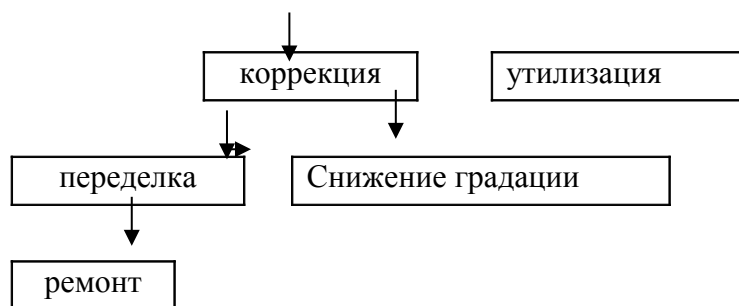 коррекция
утилизация
переделка
Снижение градации
ремонт